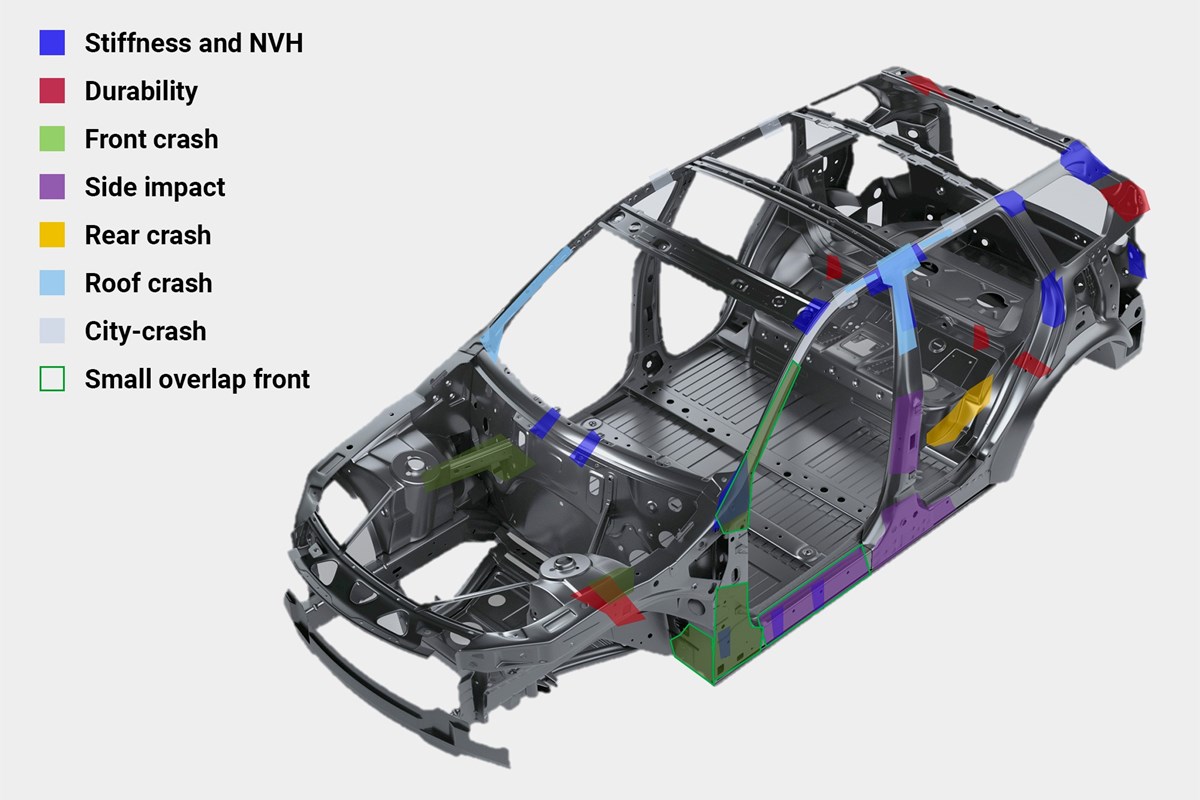 Stiffness and NVH
Durability
Front crash
Side impact
Rear crash
Roof crash
City-crash
Small overlap front